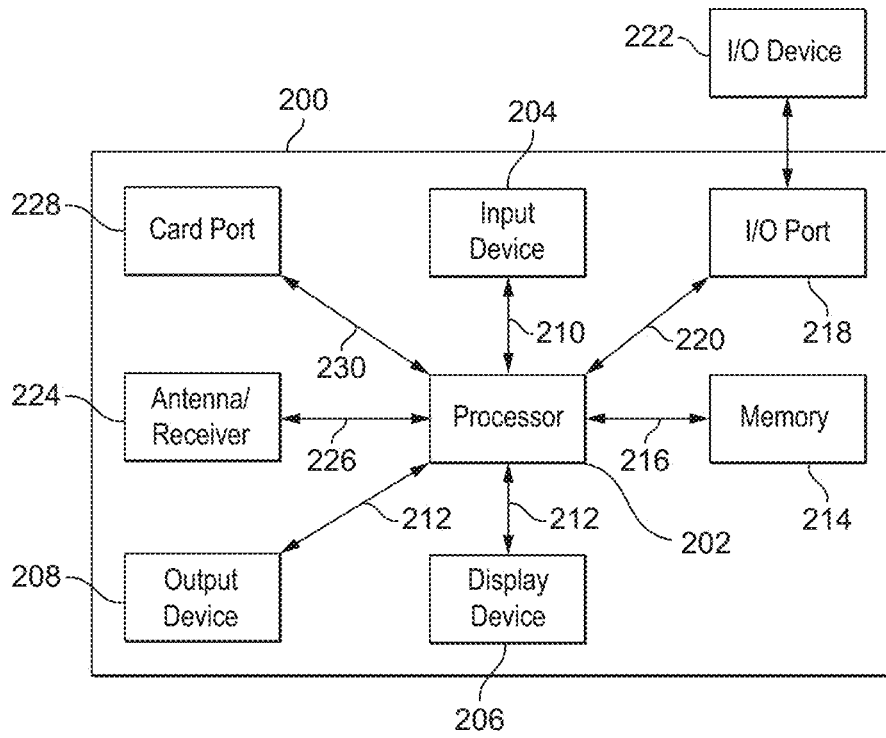 222
I/O Device
200
204
228
Card Port
Input
Device
I/O Port
230
210
220
218
224
Antenna/
Receiver
226
Processor
216
Memory
214
212
212
202
208
Output
Device
Display
Device
206